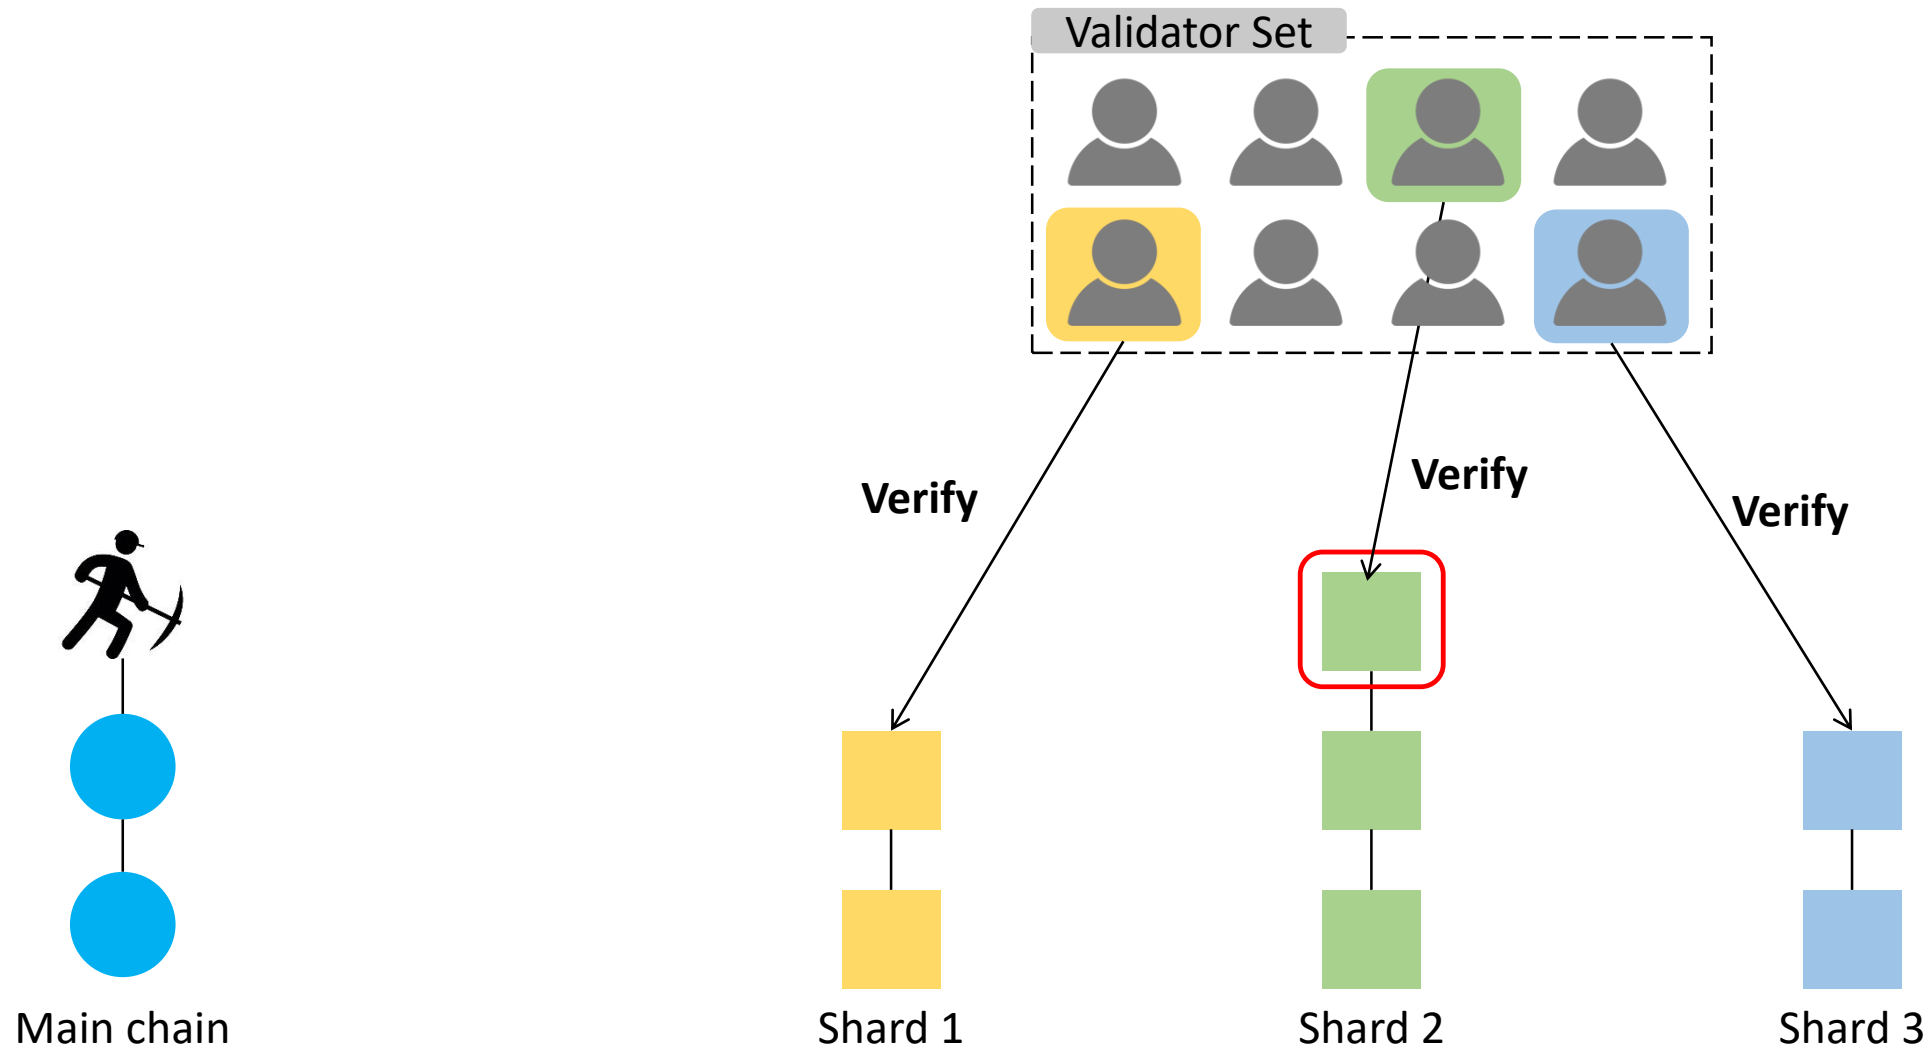 Validator Set
Verify
Verify
Verify
Main chain
Shard 1
Shard 2
Shard 3